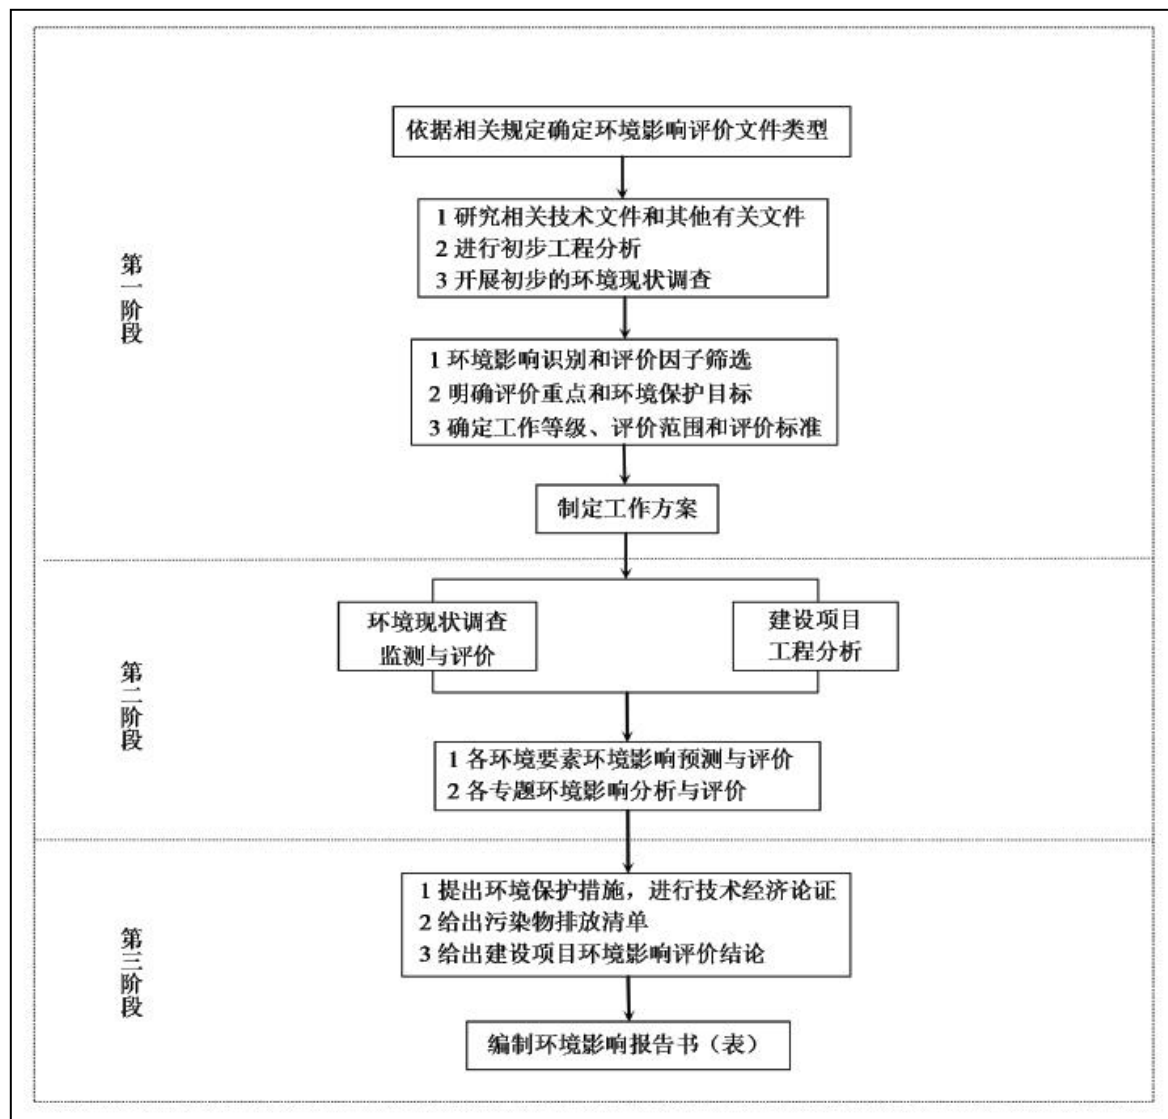 依据相关规定确定环境影响评价文件类型
1 研究相关技术文件和其他有关文件
2 进行初步工程分析
3 开展初步的环境现状调查
第一阶段
1 环境影响识别和评价因子筛选
2 明确评价重点和环境保护目标
3 确定工作等级、评价范围和评价标准
制定工作方案
环境现状调查
监测与评价
建设项目
工程分析
第二阶段
1 各环境要素环境影响预测与评价
2 各专题环境影响分析与评价
1 提出环境保护措施，进行技术经济论证
2 给出污染物排放清单
3 给出建设项目环境影响评价结论
第三阶段
编制环境影响报告书（表）